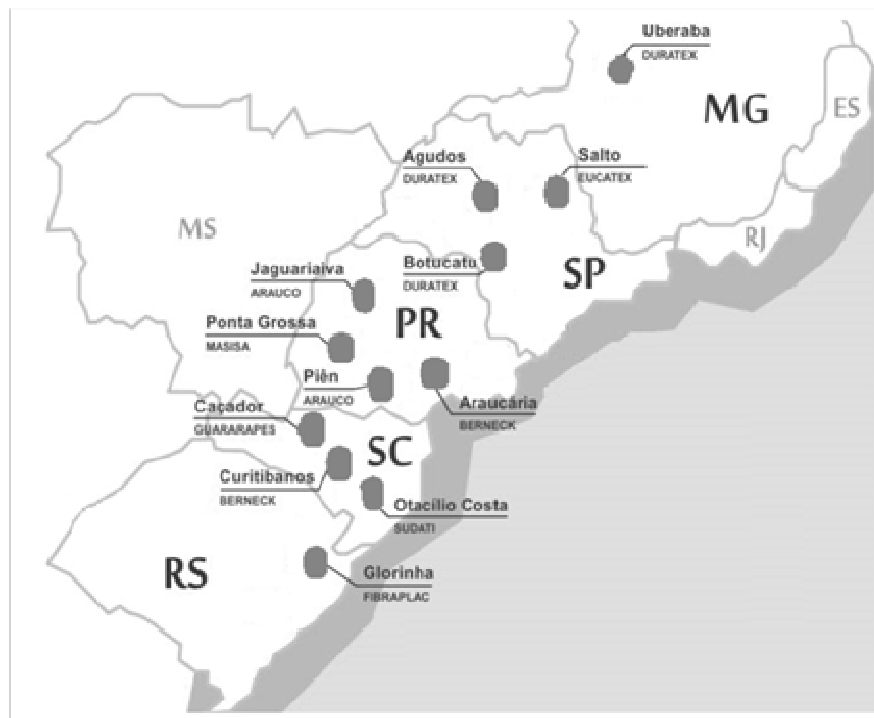 Uberaba
DURATEX
MG
ES
Agudos
DURATEX
Salto
EUCATEX
MS
RJ
Botucatu
DURATEX
SP
Jaguariaiva
ARAUCO
PR
Ponta Grossa
MASISA
Piên
ARAUCO
Araucária
BERNECK
Caçador
GUARARAPES
SC
Curitibanos
BERNECK
Otacílio Costa
SUDATI
RS
Glorinha
FIBRAPLAC